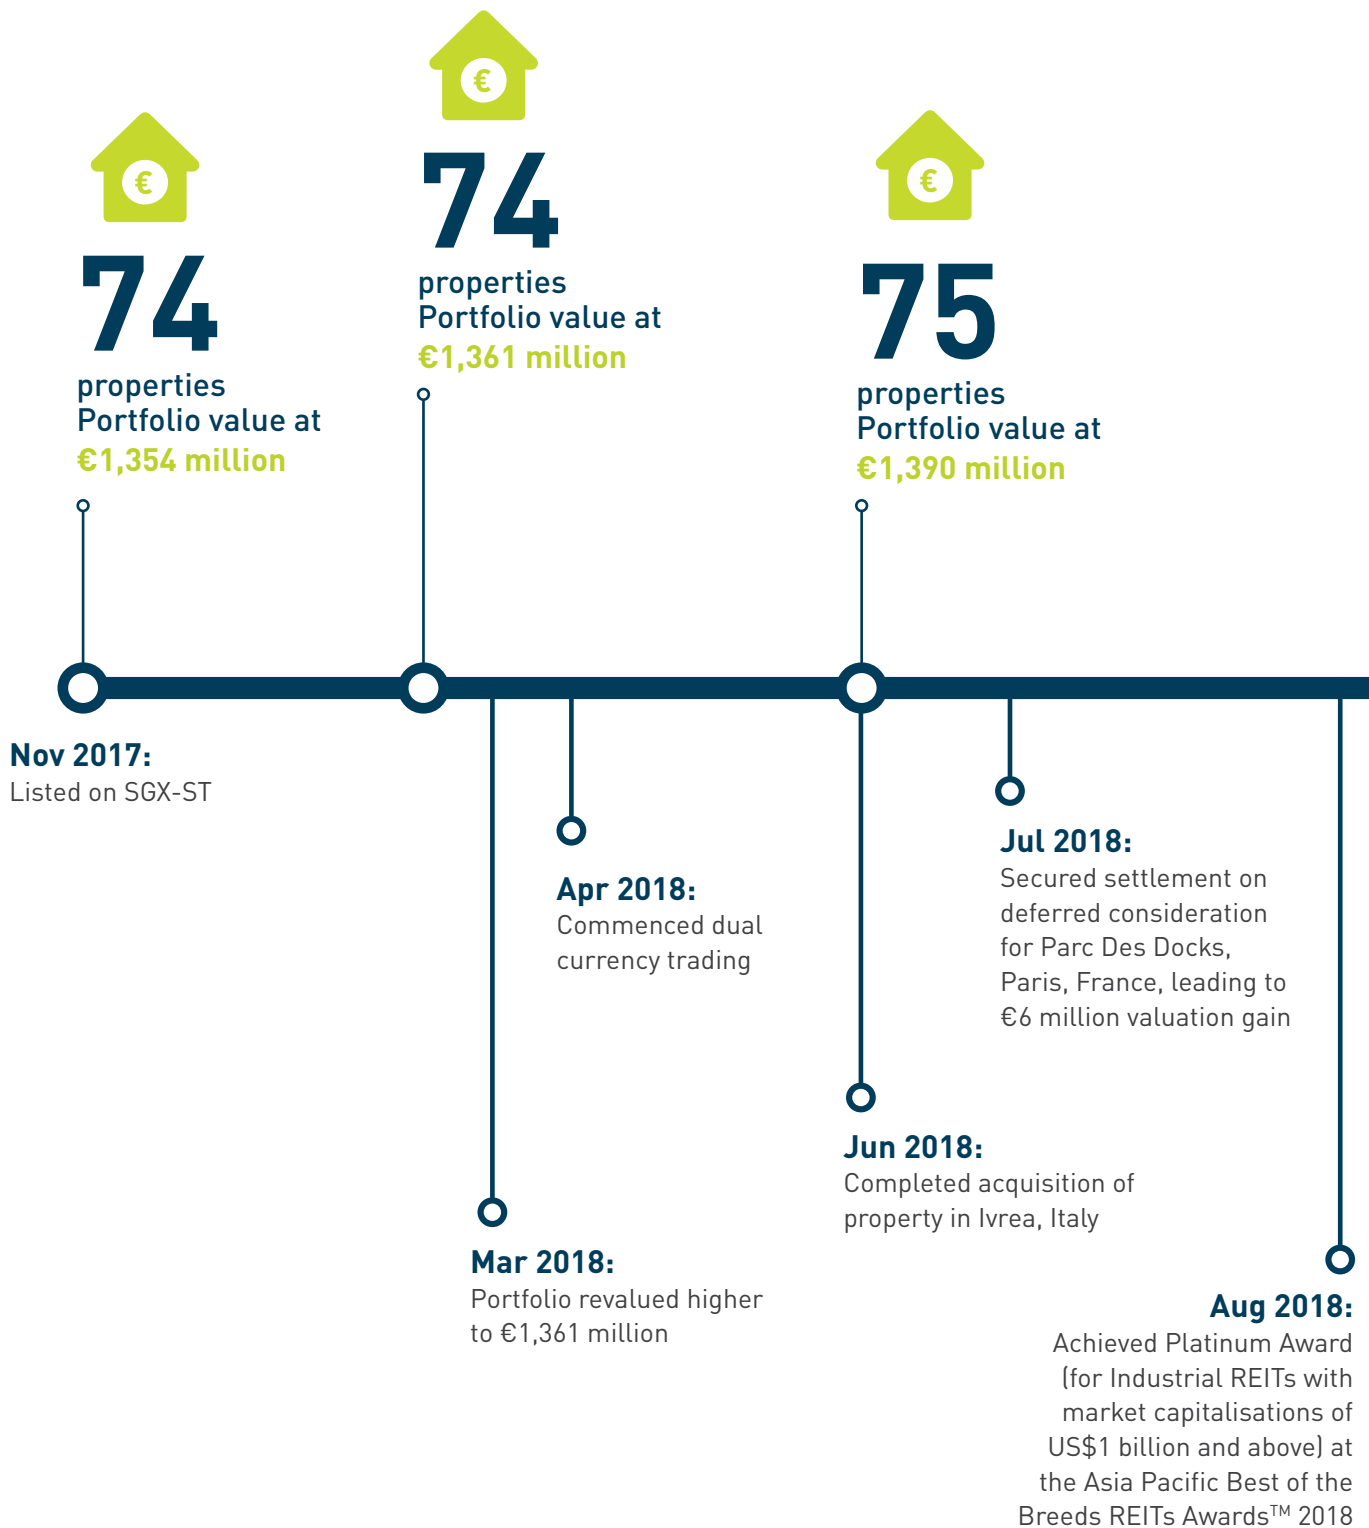 €
74
properties
Portfolio value at
€1,354 million
€
74
properties
Portfolio value at
€1,361 million
€
75
properties
Portfolio value at
€1,390 million
Nov 2017:
Listed on SGX-ST
Mar 2018:
Portfolio revalued higher
to €1,361 million
Apr 2018:
Commenced dual
currency trading
Jun 2018:
Completed acquisition of
property in Ivrea, Italy
Jul 2018:
Secured settlement on
deferred consideration
for Parc Des Docks,
Paris, France, leading to
€6 million valuation gain
Aug 2018:
Achieved Platinum Award
(for Industrial REITs with
market capitalisations of
US$1 billion and above) at
the Asia Pacific Best of the
Breeds REITs Awards™ 2018